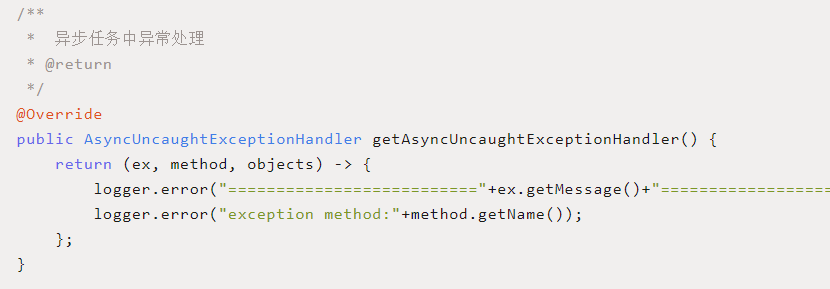 /**
 *  异步任务中异常处理
 * @return
 */
@Override
public AsyncUncaughtExceptionHandler getAsyncUncaughtExceptionHandler() {
    return (ex, method, objects) -> {
        logger.error("=========================="+ex.getMessage()+"==================
        logger.error("exception method:"+method.getName());
    };
}